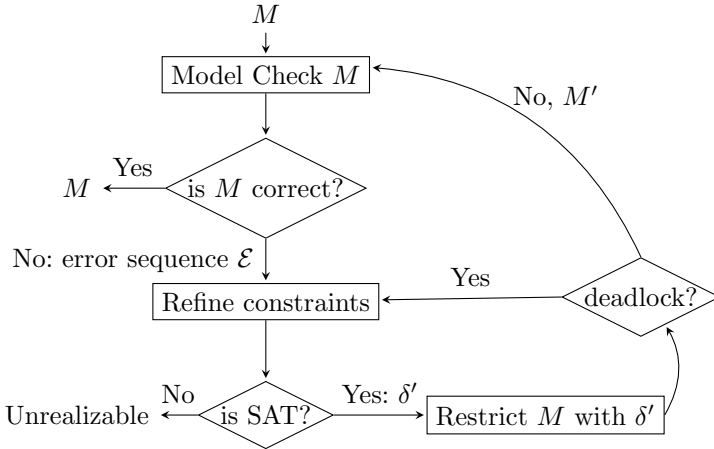 M
Model Check M
No, M′
Yes
M
is M correct?
No: error sequence ℰ
Yes
deadlock?
Refine constraints
No
Yes: δ′
Unrealizable
is SAT?
Restrict M with δ′